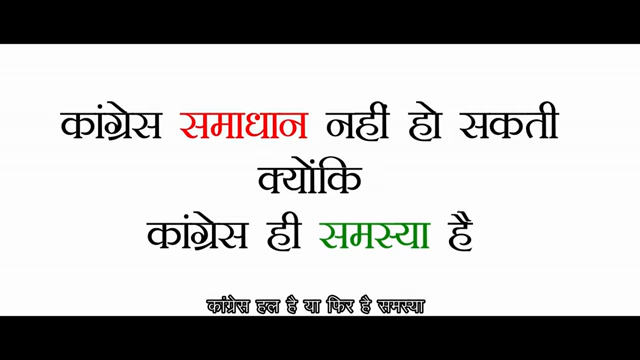 कांग्रेस समाधान नहीं हो सकती
क्योंकि
कांग्रेस ही समस्या है
कांग्रेस हल है या फिर है समस्या